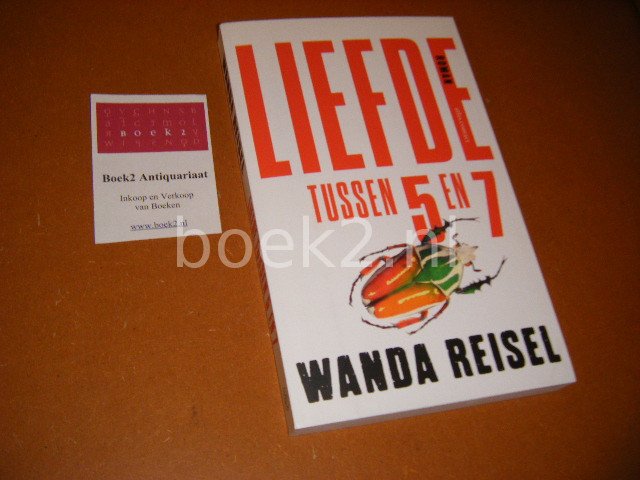 BOEK2
Boek2 Antiquariaat
Inkoop en Verkoop
van Boeken
www.boek2.nl
LIEFDE
ROMAN
TUSSEN 5 EN 7
WANDA REISEL
boek2.nl